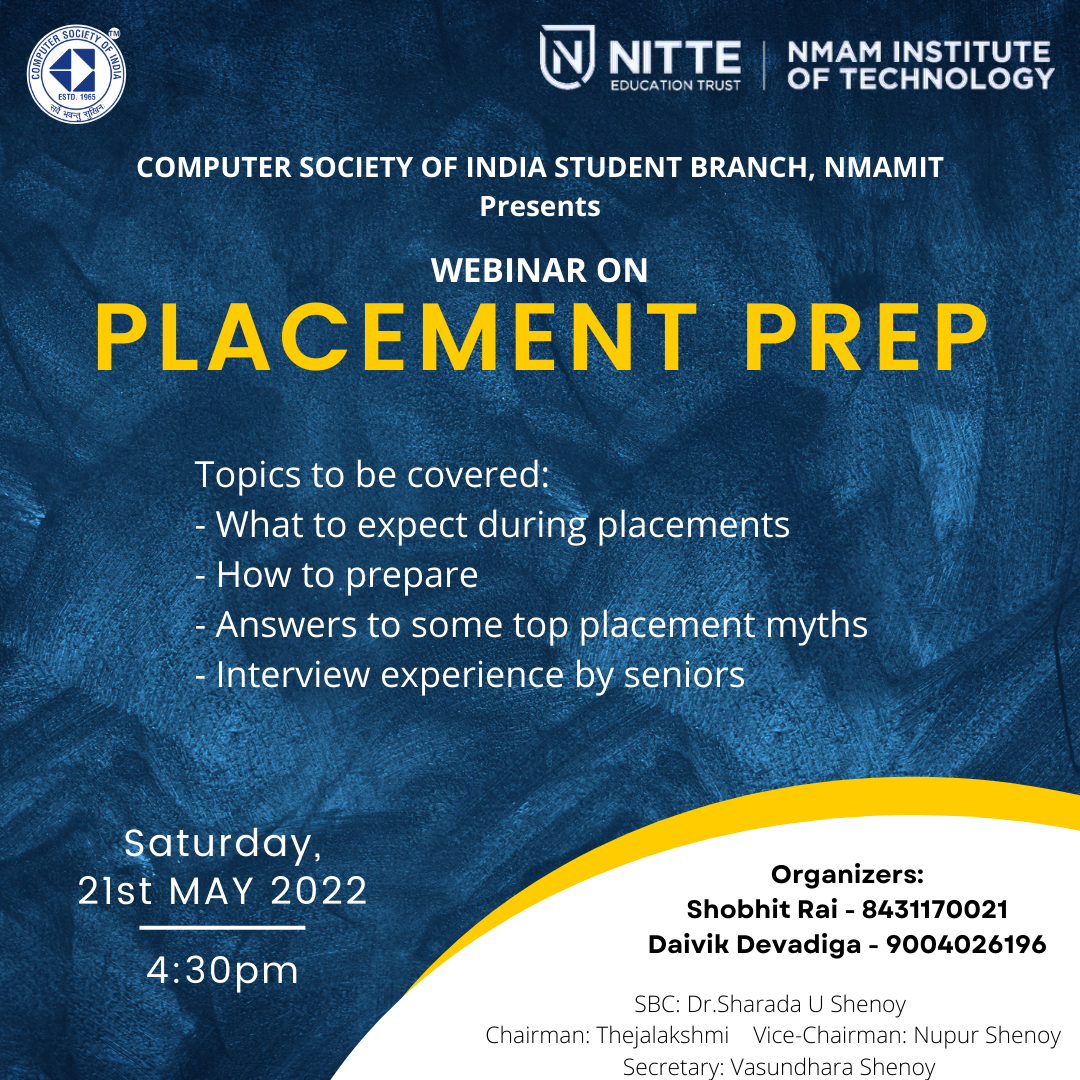 COMPUTER SOCIETY OF INDIA
TM
ESTD. 1965
सर्वे भवन्तु सुखिन
NITTE
EDUCATION TRUST
NMAM INSTITUTE
OF TECHNOLOGY
COMPUTER SOCIETY OF INDIA STUDENT BRANCH, NMAMIT
Presents
WEBINAR ON
PLACEMENT PREP
Topics to be covered:
- What to expect during placements
- How to prepare
- Answers to some top placement myths
- Interview experience by seniors
Saturday,
21st MAY 2022
4:30pm
Organizers:
Shobhit Rai - 8431170021
Daivik Devadiga - 9004026196
SBC: Dr.Sharada U Shenoy
Chairman: Thejalakshmi Vice-Chairman: Nupur Shenoy
Secretary: Vasundhara Shenoy